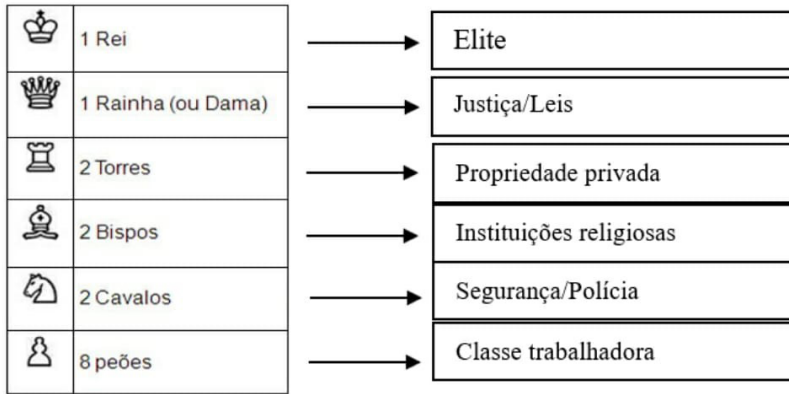 1 Rei
Elite
1 Rainha (ou Dama)
Justiça/Leis
2 Torres
Propriedade privada
2 Bispos
Instituições religiosas
2 Cavalos
Segurança/Polícia
8 peões
Classe trabalhadora